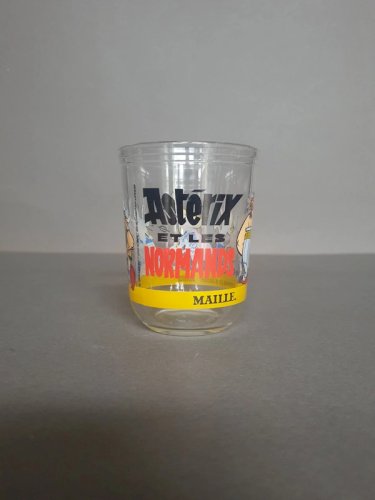 Astérix
ET LES
NORMANDS
MAILLE.